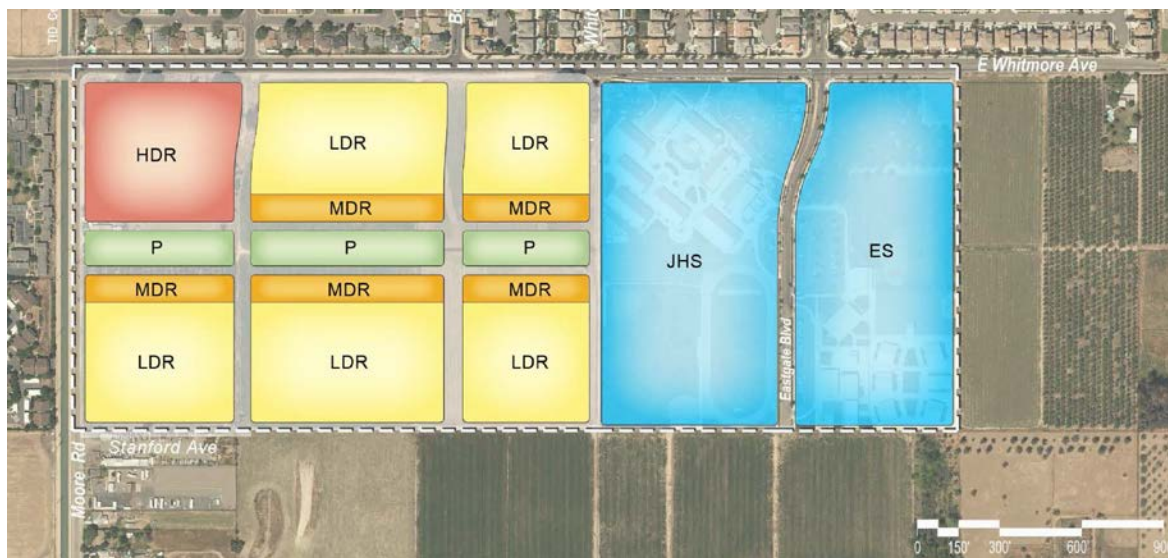 E Whitmore Ave
HDR
LDR
LDR
MDR
MDR
P
P
P
JHS
ES
MDR
MDR
MDR
LDR
LDR
LDR
Eastgate Blvd
Moore Rd
Stanford Ave
0 150' 300' 600'